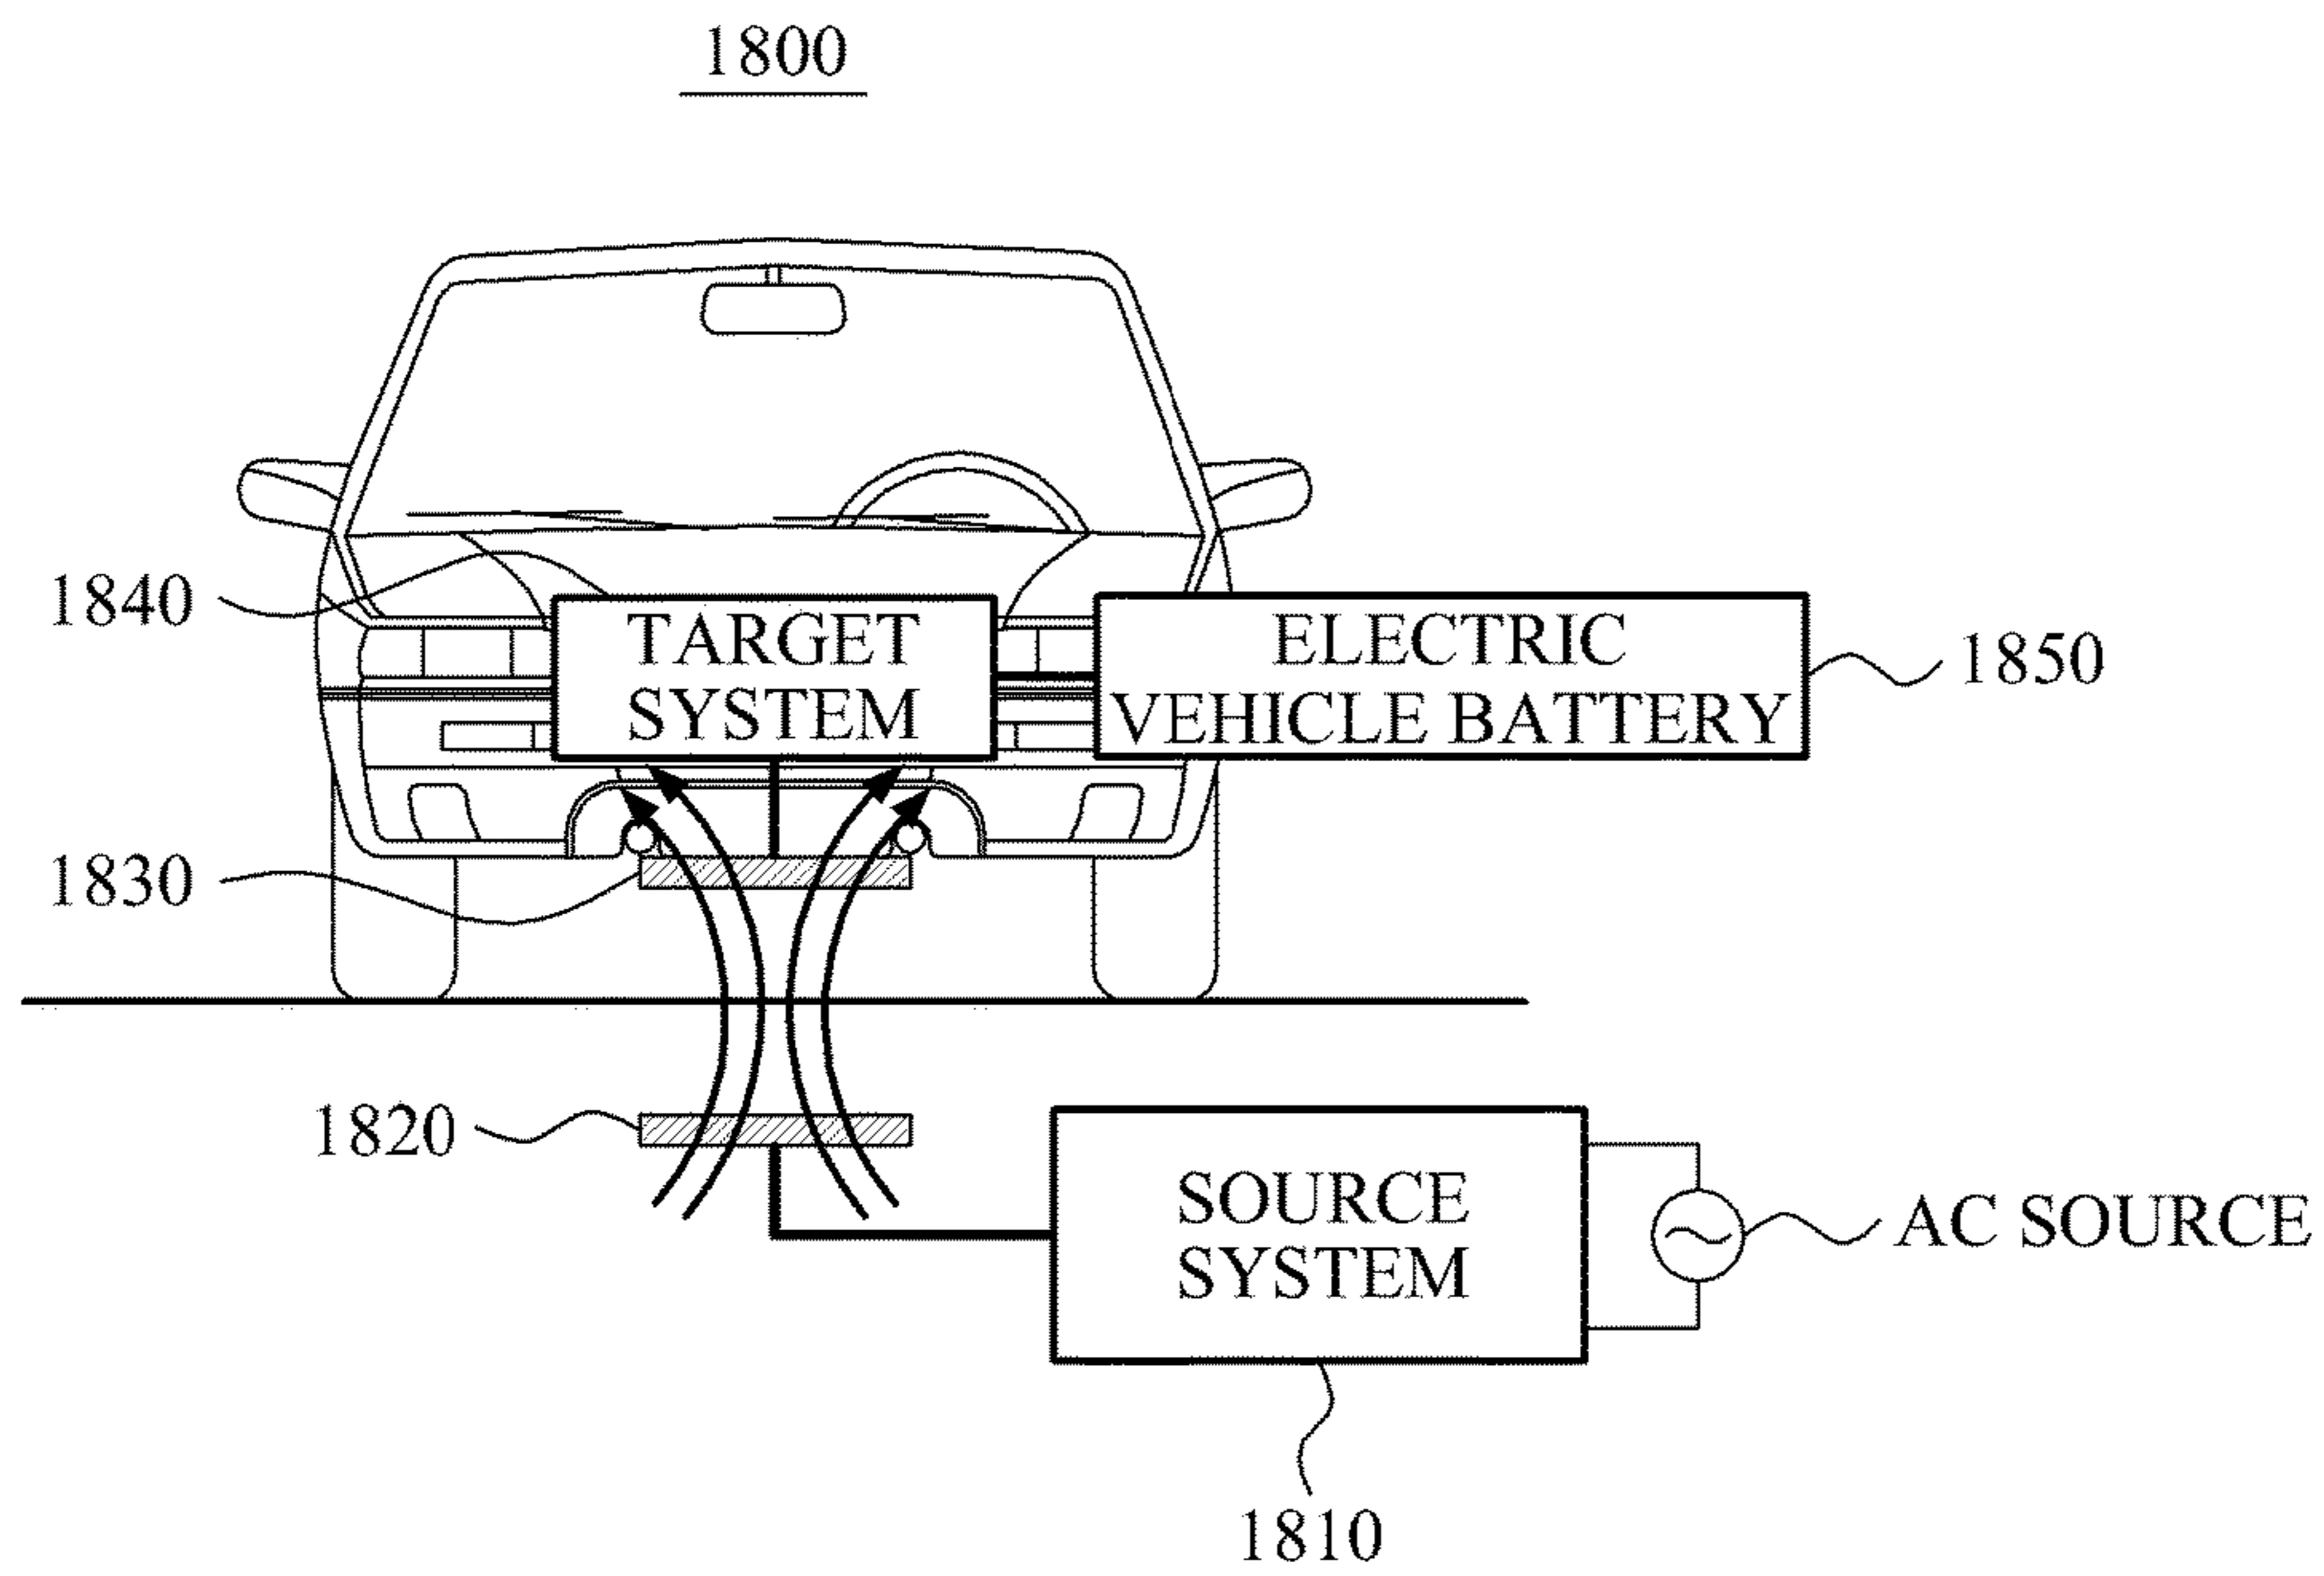 1800
1840
TARGET
SYSTEM
ELECTRIC
VEHICLE BATTERY
1850
1830
1820
SOURCE
SYSTEM
AC SOURCE
1810